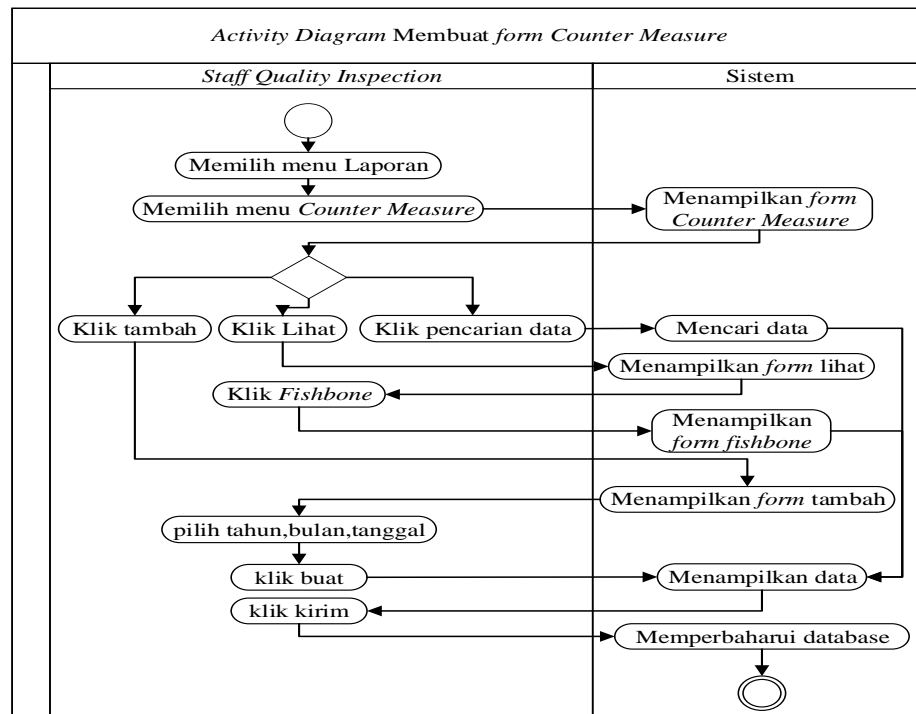 Activity Diagram Membuat form Counter Measure
Staff Quality Inspection
Sistem
Memilih menu Laporan
Memilih menu Counter Measure
Menampilkan form
Counter Measure
Klik tambah
Klik Lihat
Klik pencarian data
Mencari data
Menampilkan form lihat
Klik Fishbone
Menampilkan
form fishbone
Menampilkan form tambah
pilih tahun,bulan,tanggal
klik buat
Menampilkan data
klik kirim
Memperbaharui database